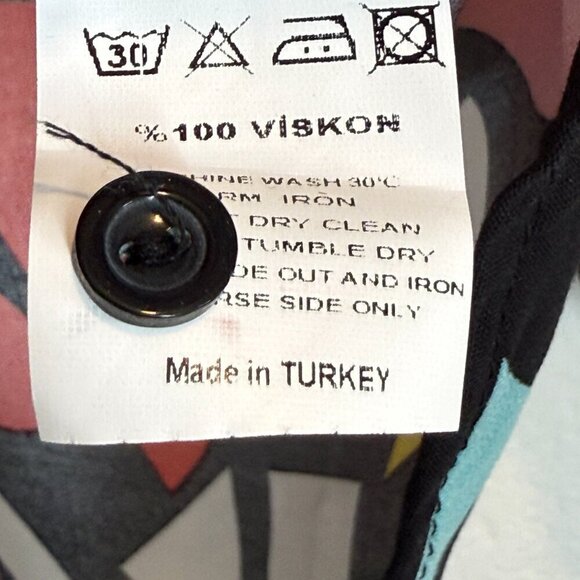 30
%100 VİSKON
WASH 30°C
IRON
DRY CLEAN
TUMBLE DRY
OUT AND IRON
SIDE ONLY
Made in TURKEY